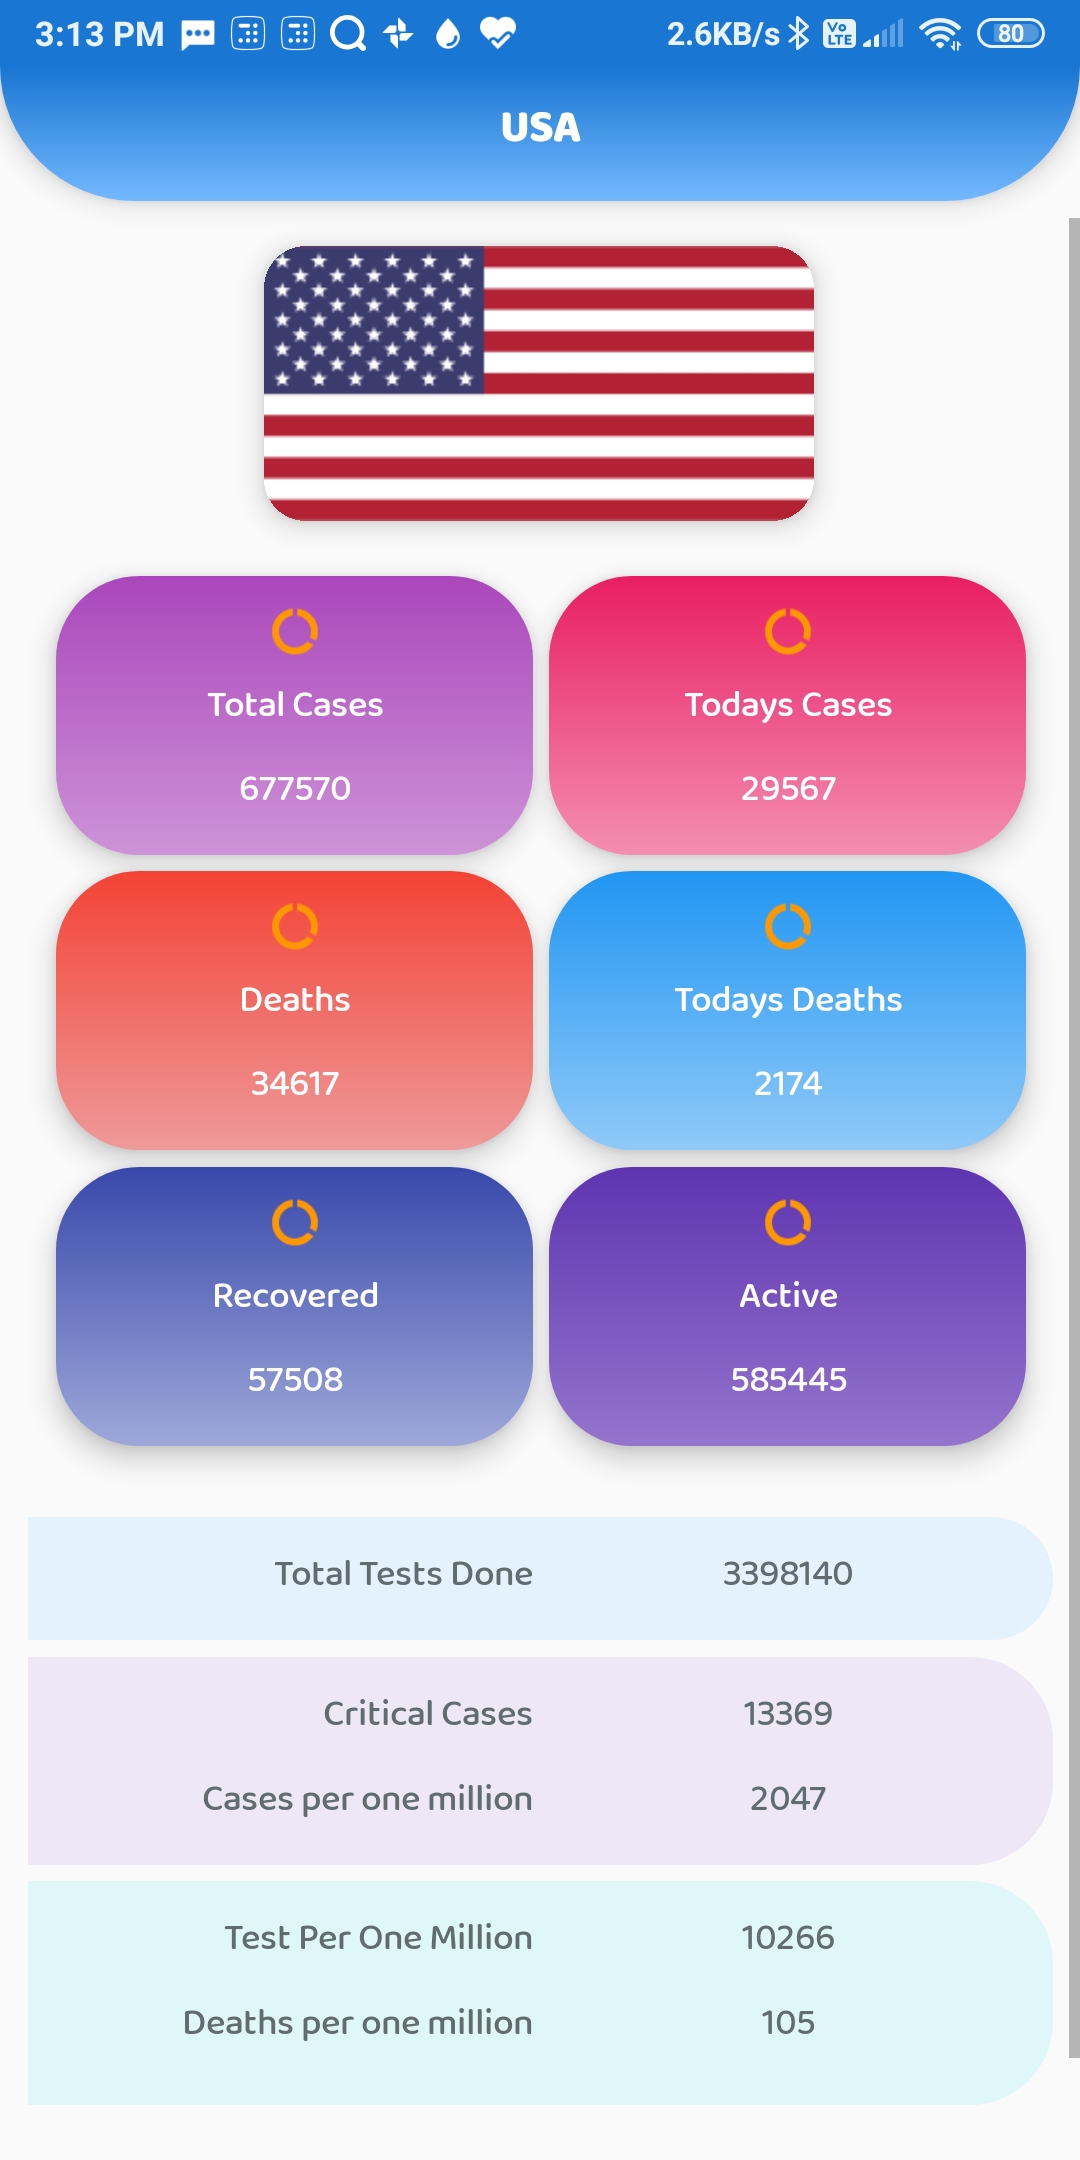 3:13 PM 2.6KB/s Vo LTE 80
USA
Total Cases Todays Cases
677570 29567
Deaths Todays Deaths
34617 2174
Recovered Active
57508 585445
Total Tests Done 3398140
Critical Cases 13369
Cases per one million 2047
Test Per One Million 10266
Deaths per one million 105